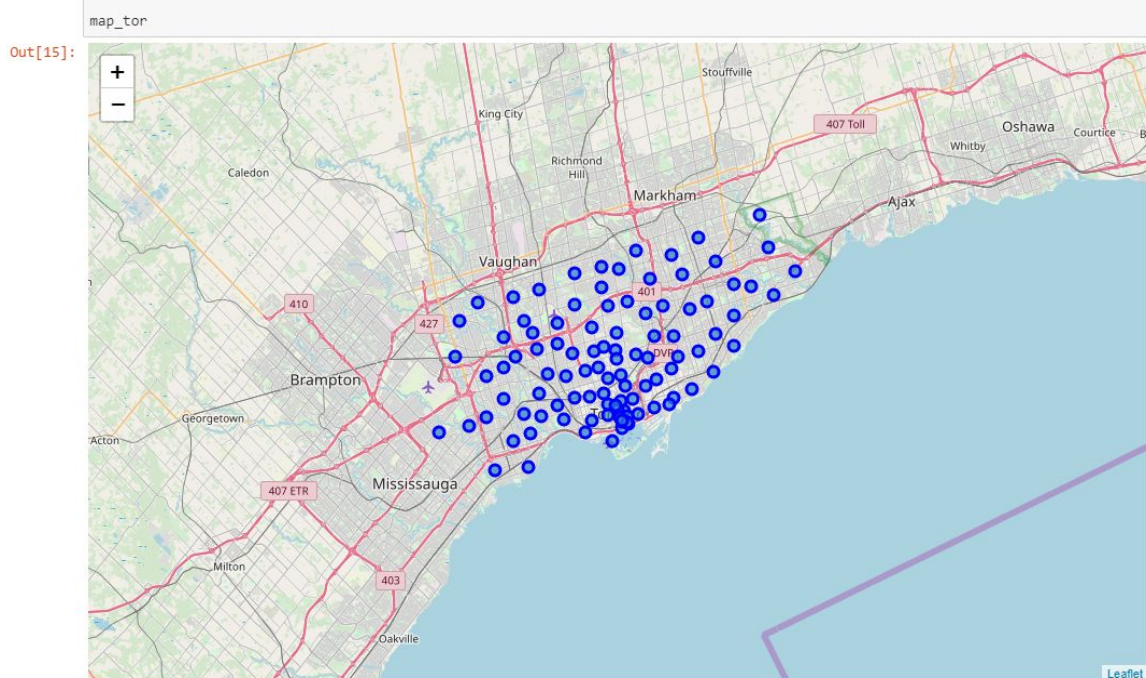 map_tor
Out[15]:
+
−
Stouffville
King City
407 Toll
Oshawa
Courtice
Whitby
Richmond
Hill
Caledon
Markham
Ajax
Vaughan
401
410
427
DVP
Brampton
Georgetown
Acton
Mississauga
407 ETR
Milton
403
Oakville
Leaflet